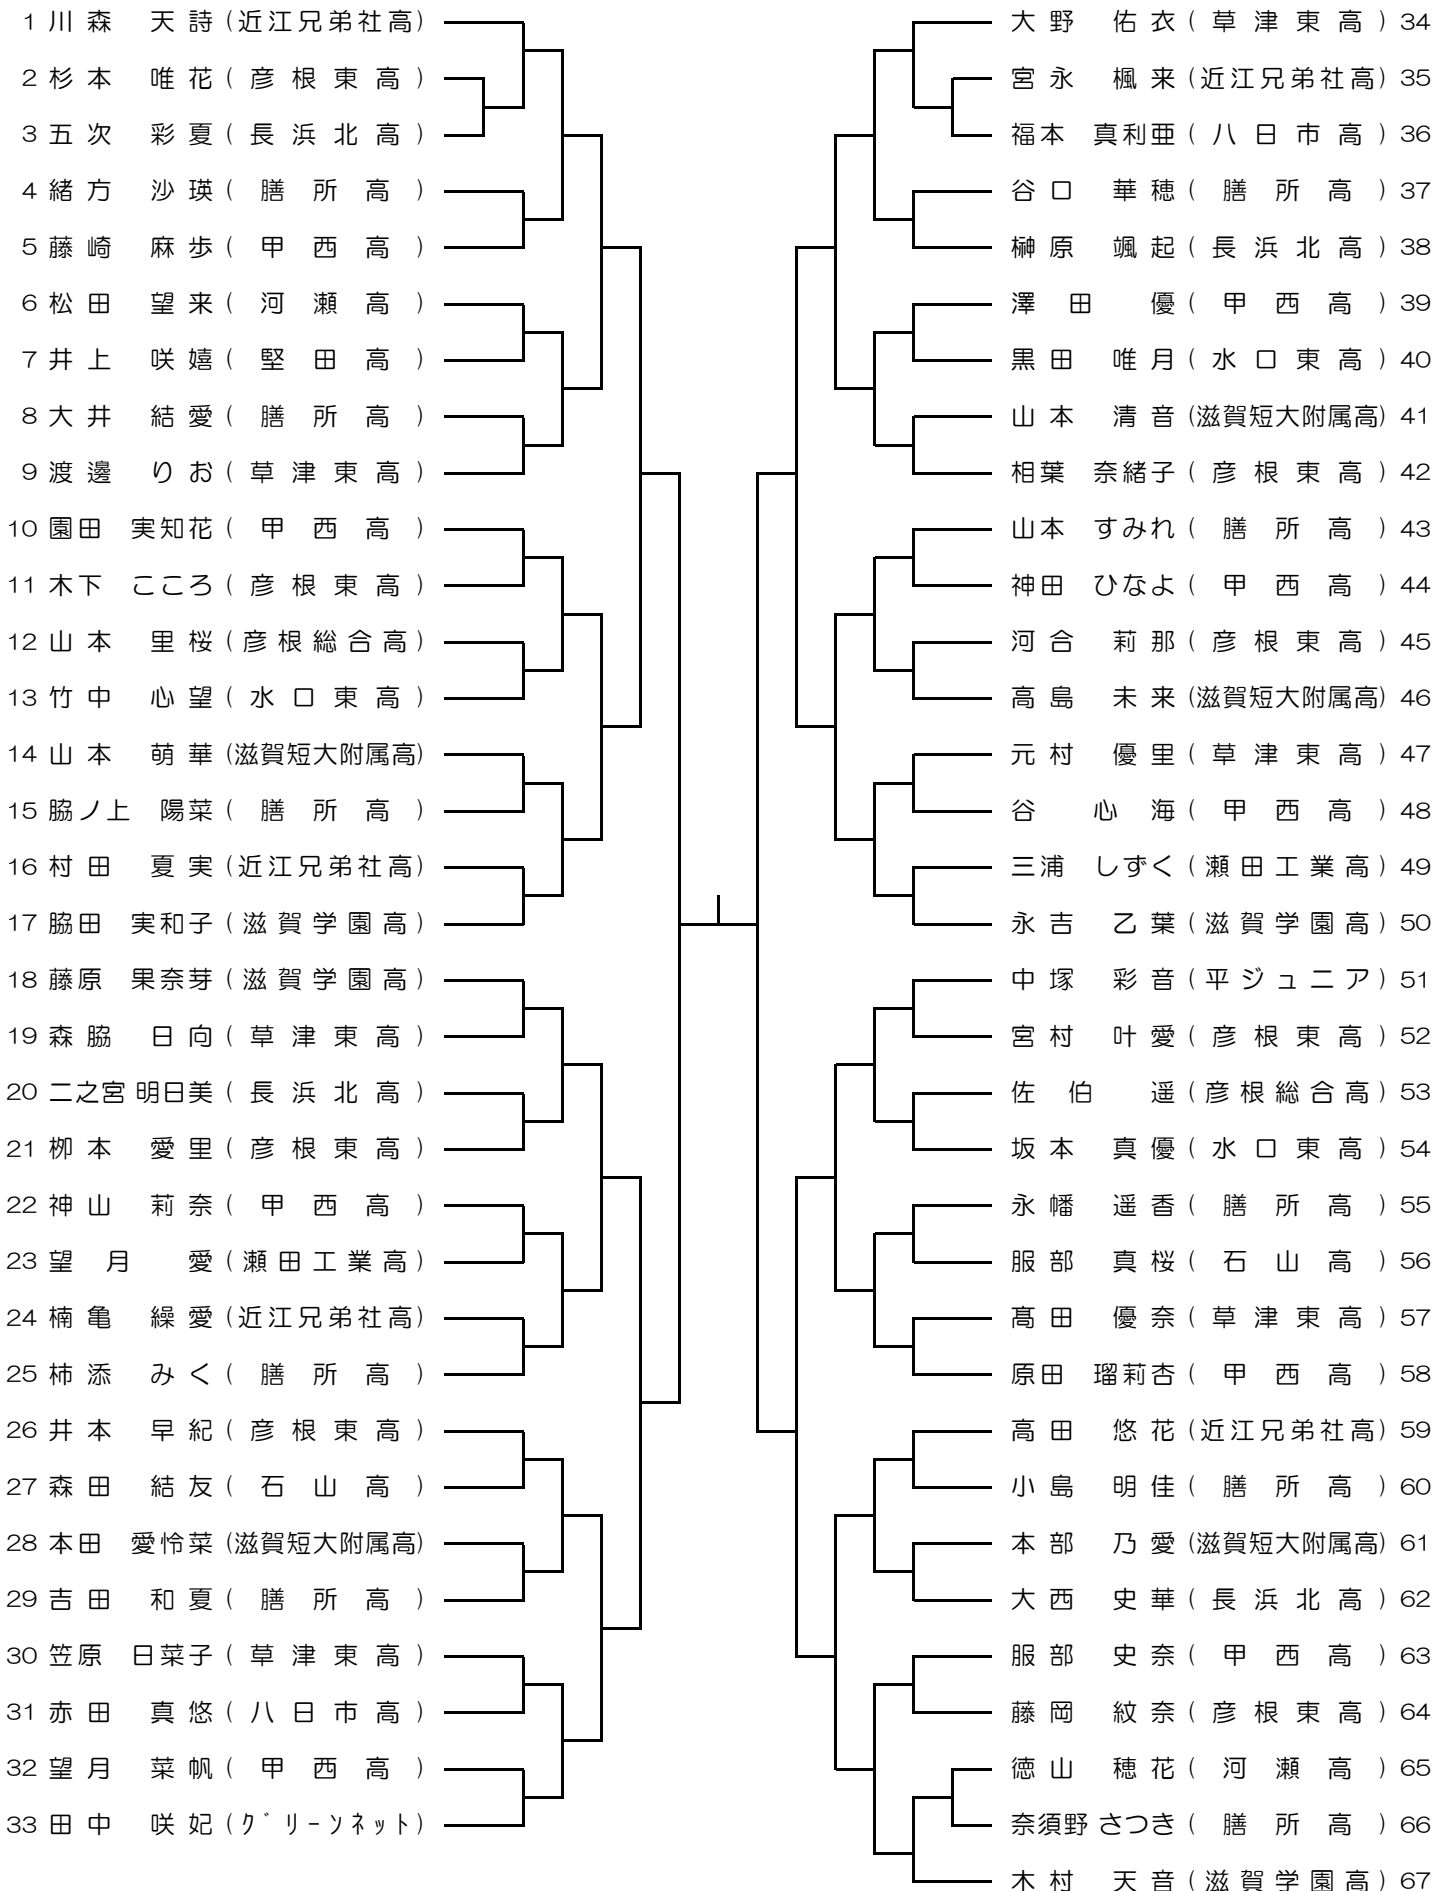 1 川森 天詩 (近江兄弟社高)
2 杉本 唯花 (彦根東高)
3 五次 彩夏 (長浜北高)
4 緒方 沙瑛 (膳所高)
5 藤崎 麻歩 (甲西高)
6 松田 望来 (河瀬高)
7 井上 咲嬉 (堅田高)
8 大井 結愛 (膳所高)
9 渡邊 りお (草津東高)
10 園田 実知花 (甲西高)
11 木下 こころ (彦根東高)
12 山本 里桜 (彦根総合高)
13 竹中 心望 (水口東高)
14 山本 萌華 (滋賀短大附属高)
15 脇ノ上 陽菜 (膳所高)
16 村田 夏実 (近江兄弟社高)
17 脇田 実和子 (滋賀学園高)
18 藤原 果奈芽 (滋賀学園高)
19 森脇 日向 (草津東高)
20 二之宮 明日美 (長浜北高)
21 栁本 愛里 (彦根東高)
22 神山 莉奈 (甲西高)
23 望月 愛 (瀬田工業高)
24 楠亀 繰愛 (近江兄弟社高)
25 柿添 みく (膳所高)
26 井本 早紀 (彦根東高)
27 森田 結友 (石山高)
28 本田 愛怜菜 (滋賀短大附属高)
29 吉田 和夏 (膳所高)
30 笠原 日菜子 (草津東高)
31 赤田 真悠 (八日市高)
32 望月 菜帆 (甲西高)
33 田中 咲妃 (グリーンネット)
大野 佑衣 (草津東高) 34
宮永 楓来 (近江兄弟社高) 35
福本 真利亜 (八日市高) 36
谷口 華穂 (膳所高) 37
榊原 颯起 (長浜北高) 38
澤田 優 (甲西高) 39
黒田 唯月 (水口東高) 40
山本 清音 (滋賀短大附属高) 41
相葉 奈緒子 (彦根東高) 42
山本 すみれ (膳所高) 43
神田 ひなよ (甲西高) 44
河合 莉那 (彦根東高) 45
高島 未来 (滋賀短大附属高) 46
元村 優里 (草津東高) 47
谷 心海 (甲西高) 48
三浦 しずく (瀬田工業高) 49
永吉 乙葉 (滋賀学園高) 50
中塚 彩音 (平ジュニア) 51
宮村 叶愛 (彦根東高) 52
佐伯 遥 (彦根総合高) 53
坂本 真優 (水口東高) 54
永幡 遥香 (膳所高) 55
服部 真桜 (石山高) 56
髙田 優奈 (草津東高) 57
原田 瑠莉杏 (甲西高) 58
高田 悠花 (近江兄弟社高) 59
小島 明佳 (膳所高) 60
本部 乃愛 (滋賀短大附属高) 61
大西 史華 (長浜北高) 62
服部 史奈 (甲西高) 63
藤岡 紋奈 (彦根東高) 64
徳山 穂花 (河瀬高) 65
奈須野 さつき (膳所高) 66
木村 天音 (滋賀学園高) 67